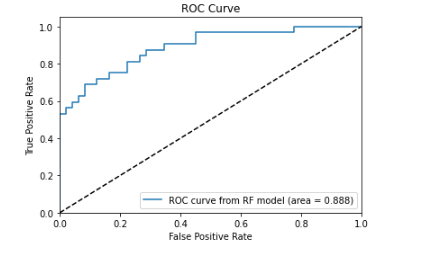 ROC Curve
1.0
0.8
0.6
0.4
0.2
0.0
True Positive Rate
ROC curve from RF model (area = 0.888)
0.0 0.2 0.4 0.6 0.8 1.0
False Positive Rate